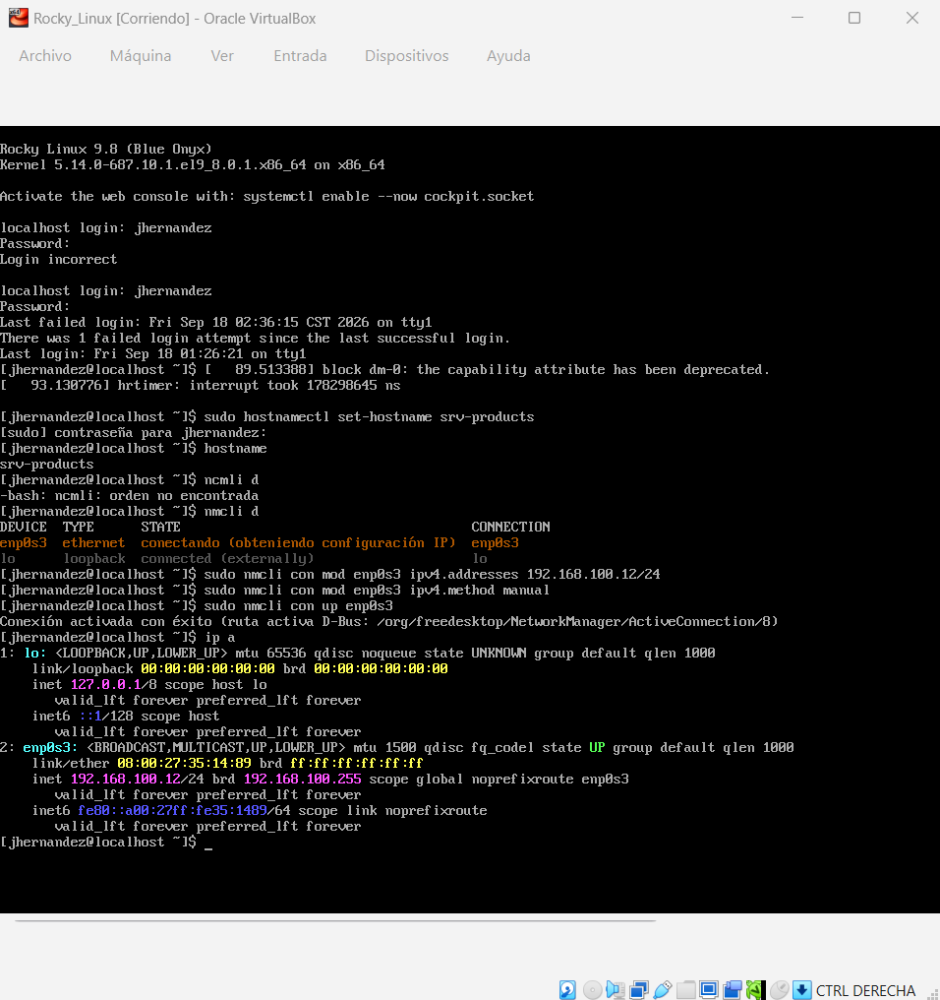 Rocky_Linux [Corriendo] - Oracle VirtualBox
Archivo Máquina Ver Entrada Dispositivos Ayuda
Rocky Linux 9.8 (Blue Onyx)
Kernel 5.14.0-687.10.1.el9_8.0.1.x86_64 on x86_64
Activate the web console with: systemctl enable --now cockpit.socket
localhost login: jhernandez
Password:
Login incorrect
localhost login: jhernandez
Password:
Last failed login: Fri Sep 18 02:36:15 CST 2026 on tty1
There was 1 failed login attempt since the last successful login.
Last login: Fri Sep 18 01:26:21 on tty1
[jhernandez@localhost ~]$ [   89.513388] block dm-0: the capability attribute has been deprecated.
[   93.130776] hrtimer: interrupt took 178298645 ns
[jhernandez@localhost ~]$ sudo hostnamectl set-hostname srv-products
[sudo] contraseña para jhernandez:
[jhernandez@localhost ~]$ hostname
srv-products
[jhernandez@localhost ~]$ ncmli d
-bash: ncmli: orden no encontrada
[jhernandez@localhost ~]$ nmcli d
DEVICE  TYPE      STATE                                     CONNECTION
enp0s3  ethernet  conectando (obteniendo configuración IP)  enp0s3
lo      loopback  connected (externally)                    lo
[jhernandez@localhost ~]$ sudo nmcli con mod enp0s3 ipv4.addresses 192.168.100.12/24
[jhernandez@localhost ~]$ sudo nmcli con mod enp0s3 ipv4.method manual
[jhernandez@localhost ~]$ sudo nmcli con up enp0s3
Conexión activada con éxito (ruta activa D-Bus: /org/freedesktop/NetworkManager/ActiveConnection/8)
[jhernandez@localhost ~]$ ip a
1: lo: <LOOPBACK,UP,LOWER_UP> mtu 65536 qdisc noqueue state UNKNOWN group default qlen 1000
    link/loopback 00:00:00:00:00:00 brd 00:00:00:00:00:00
    inet 127.0.0.1/8 scope host lo
       valid_lft forever preferred_lft forever
    inet6 ::1/128 scope host
       valid_lft forever preferred_lft forever
2: enp0s3: <BROADCAST,MULTICAST,UP,LOWER_UP> mtu 1500 qdisc fq_codel state UP group default qlen 1000
    link/ether 08:00:27:35:14:89 brd ff:ff:ff:ff:ff:ff
    inet 192.168.100.12/24 brd 192.168.100.255 scope global noprefixroute enp0s3
       valid_lft forever preferred_lft forever
    inet6 fe80::a00:27ff:fe35:1489/64 scope link noprefixroute
       valid_lft forever preferred_lft forever
[jhernandez@localhost ~]$ _
CTRL DERECHA